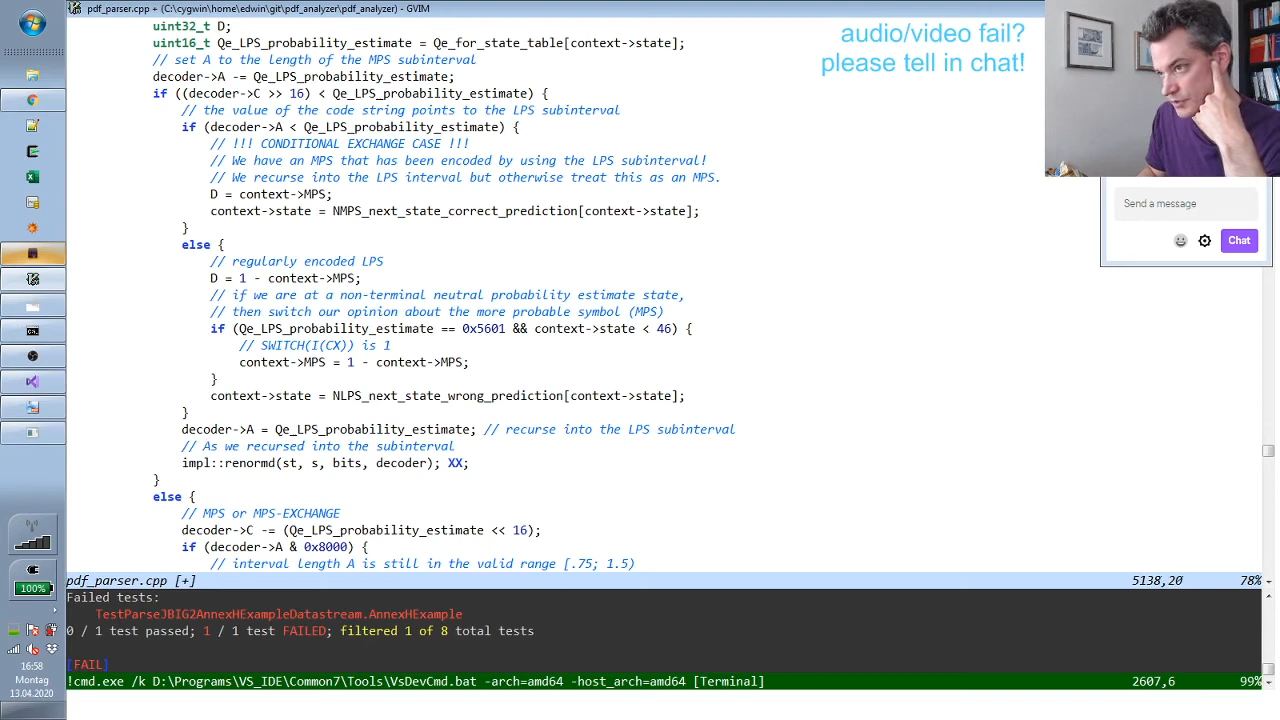 pdf_parser.cpp + (C:\cygwin\home\edwin\git\pdf_analyzer\pdf_analyzer) - GVIM
uint32_t D;
uint16_t Qe_LPS_probability_estimate = Qe_for_state_table[context->state];
// set A to the length of the MPS subinterval
decoder->A -= Qe_LPS_probability_estimate;
if ((decoder->C >> 16) < Qe_LPS_probability_estimate) {
// the value of the code string points to the LPS subinterval
if (decoder->A < Qe_LPS_probability_estimate) {
// !!! CONDITIONAL EXCHANGE CASE !!!
// We have an MPS that has been encoded by using the LPS subinterval!
// We recurse into the LPS interval but otherwise treat this as an MPS.
D = context->MPS;
context->state = NMPS_next_state_correct_prediction[context->state];
}
else {
// regularly encoded LPS
D = 1 - context->MPS;
// if we are at a non-terminal neutral probability estimate state,
// then switch our opinion about the more probable symbol (MPS)
if (Qe_LPS_probability_estimate == 0x5601 && context->state < 46) {
// SWITCH(I(CX)) is 1
context->MPS = 1 - context->MPS;
}
context->state = NLPS_next_state_wrong_prediction[context->state];
}
decoder->A = Qe_LPS_probability_estimate; // recurse into the LPS subinterval
// As we recursed into the subinterval
impl::renormd(st, s, bits, decoder); XX;
}
else {
// MPS or MPS-EXCHANGE
decoder->C -= (Qe_LPS_probability_estimate << 16);
if (decoder->A & 0x8000) {
// interval length A is still in the valid range [.75; 1.5)
pdf_parser.cpp [+] 5138,20 78%
Failed tests:
TestParseJBIG2AnnexHExampleDatastream.AnnexHExample
0 / 1 test passed; 1 / 1 test FAILED; filtered 1 of 8 total tests
[FAIL]
!cmd.exe /k D:\Programs\VS_IDE\Common7\Tools\VsDevCmd.bat -arch=amd64 -host_arch=amd64 [Terminal] 2607,6 99%
audio/video fail?
please tell in chat!
Send a message
Chat
100%
16:58
Montag
13.04.2020